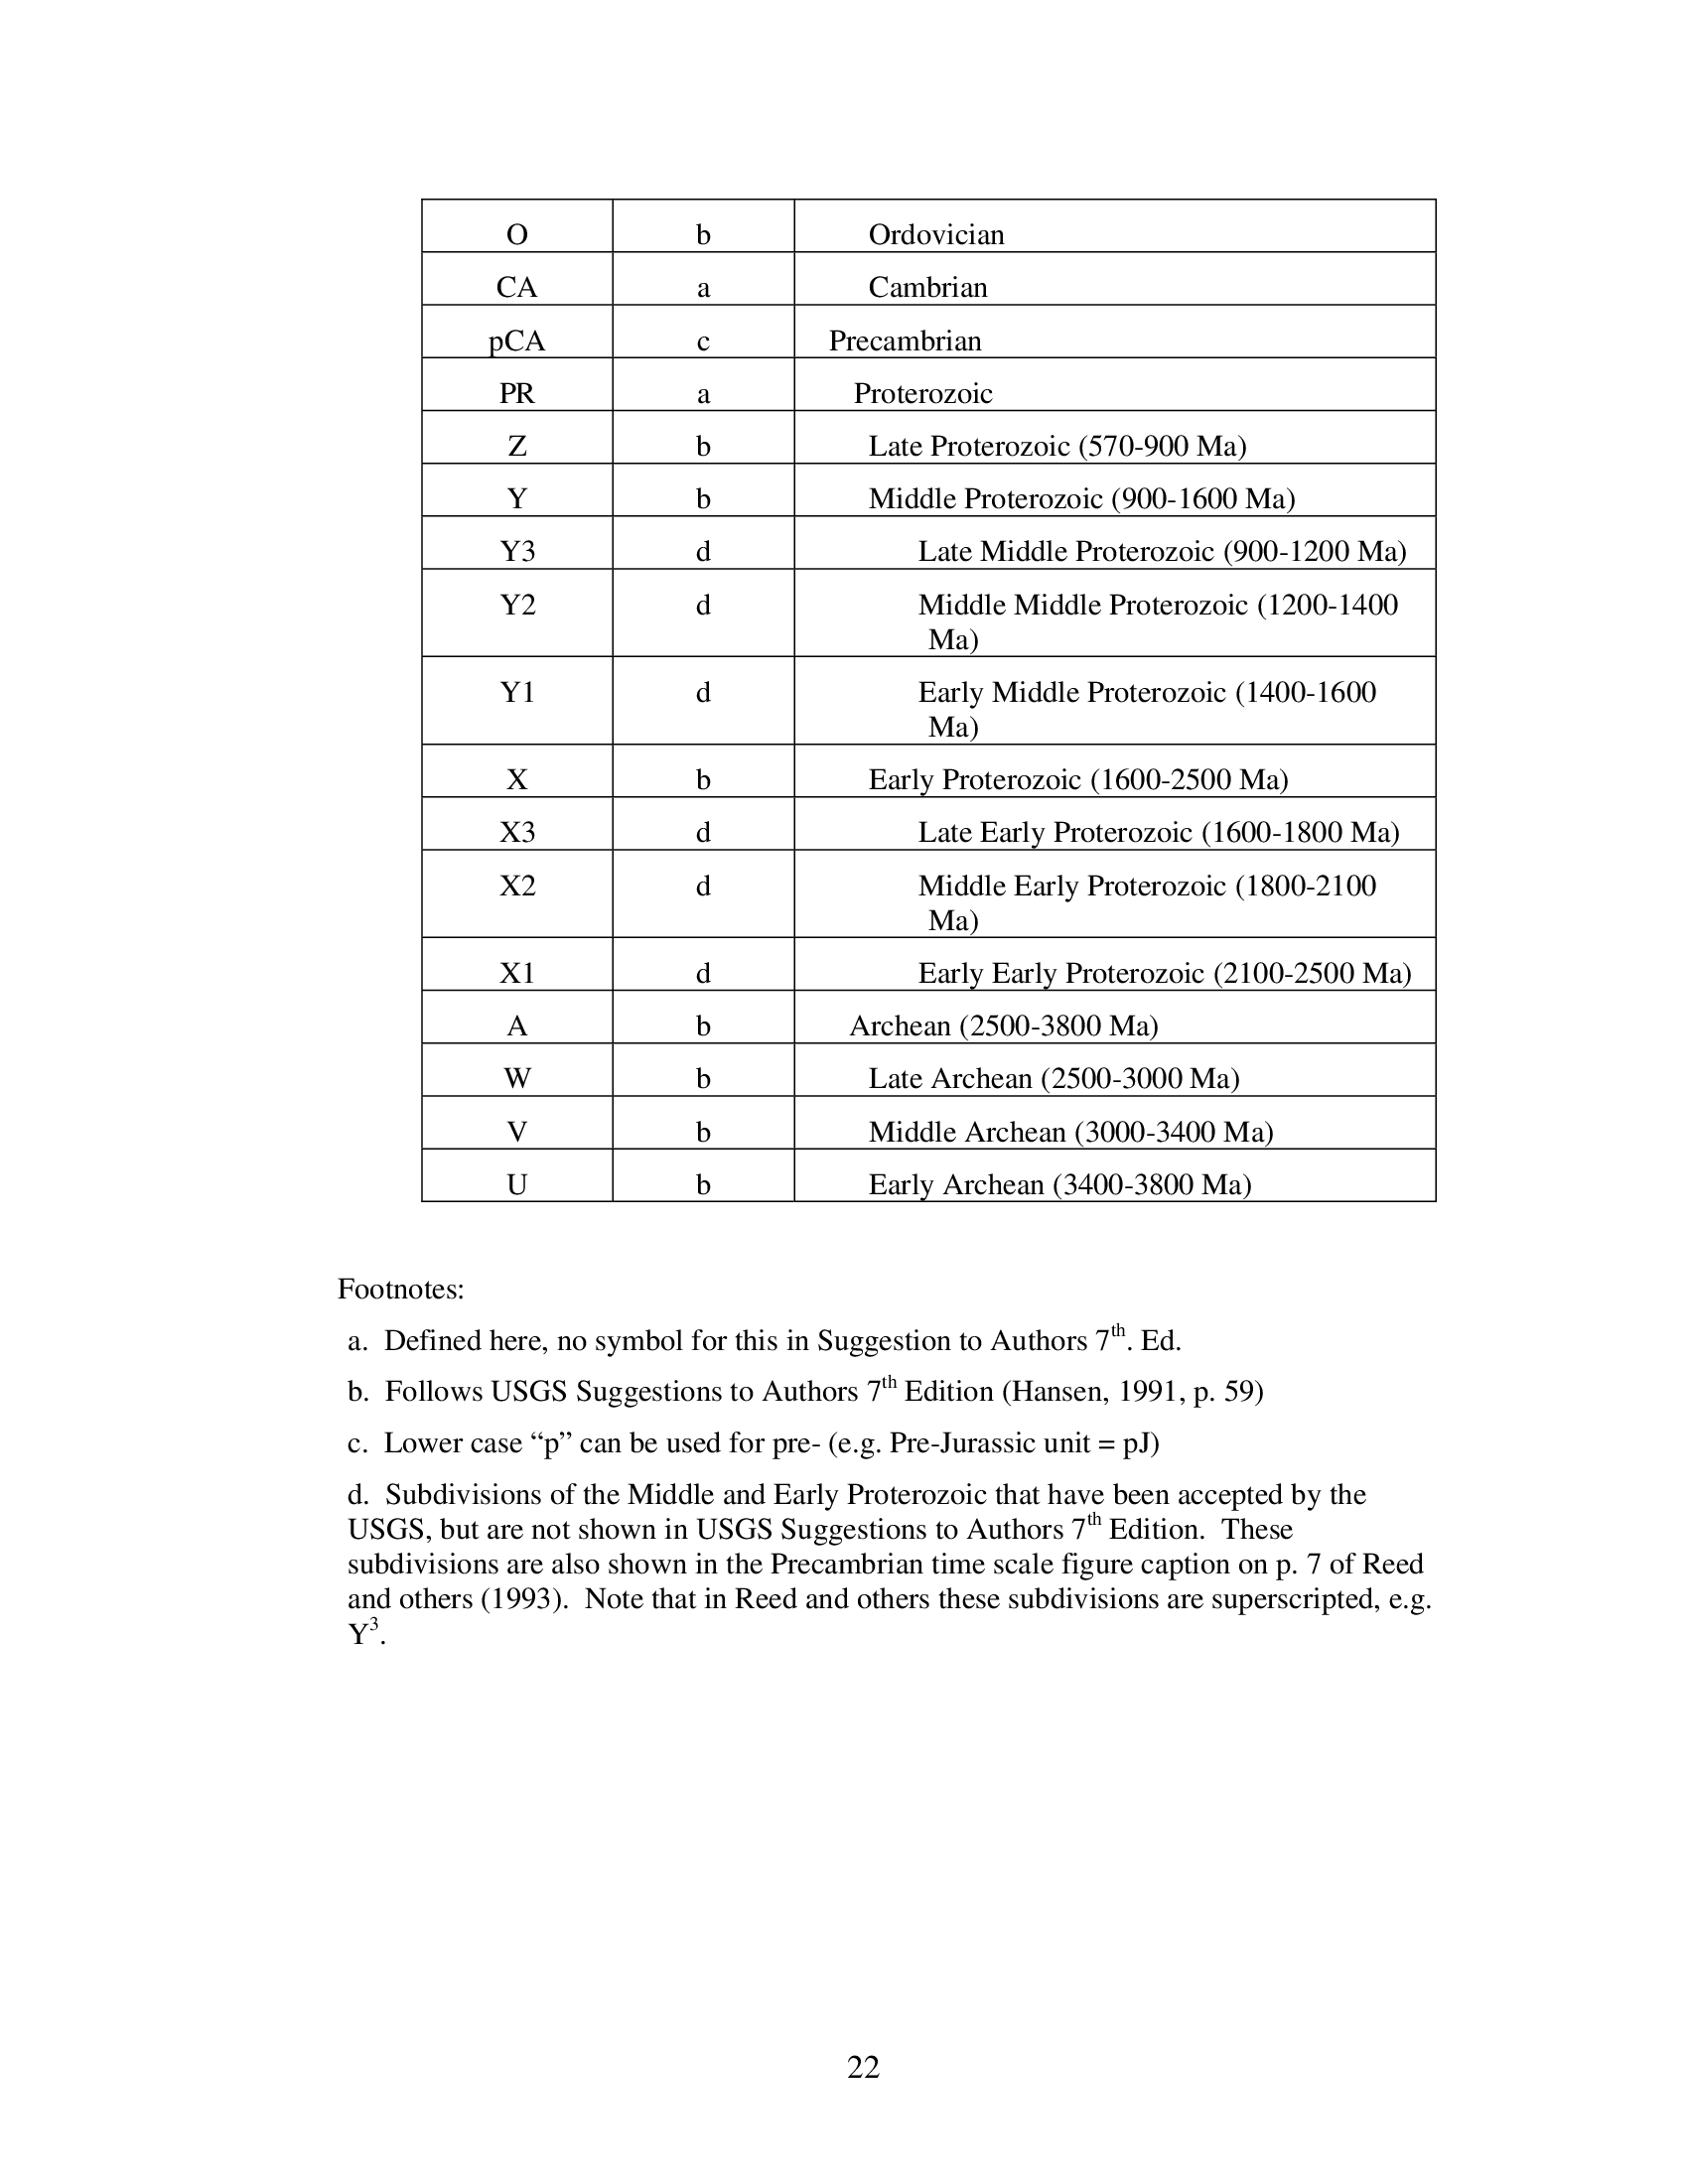 O b Ordovician
CA a Cambrian
pCA c Precambrian
PR a Proterozoic
Z b Late Proterozoic (570-900 Ma)
Y b Middle Proterozoic (900-1600 Ma)
Y3 d Late Middle Proterozoic (900-1200 Ma)
Y2 d Middle Middle Proterozoic (1200-1400
Ma)
Y1 d Early Middle Proterozoic (1400-1600
Ma)
X b Early Proterozoic (1600-2500 Ma)
X3 d Late Early Proterozoic (1600-1800 Ma)
X2 d Middle Early Proterozoic (1800-2100
Ma)
X1 d Early Early Proterozoic (2100-2500 Ma)
A b Archean (2500-3800 Ma)
W b Late Archean (2500-3000 Ma)
V b Middle Archean (3000-3400 Ma)
U b Early Archean (3400-3800 Ma)
Footnotes:
a. Defined here, no symbol for this in Suggestion to Authors 7th. Ed.
b. Follows USGS Suggestions to Authors 7th Edition (Hansen, 1991, p. 59)
c. Lower case “p” can be used for pre- (e.g. Pre-Jurassic unit = pJ)
d. Subdivisions of the Middle and Early Proterozoic that have been accepted by the
USGS, but are not shown in USGS Suggestions to Authors 7th Edition. These
subdivisions are also shown in the Precambrian time scale figure caption on p. 7 of Reed
and others (1993). Note that in Reed and others these subdivisions are superscripted, e.g.
Y3.
22